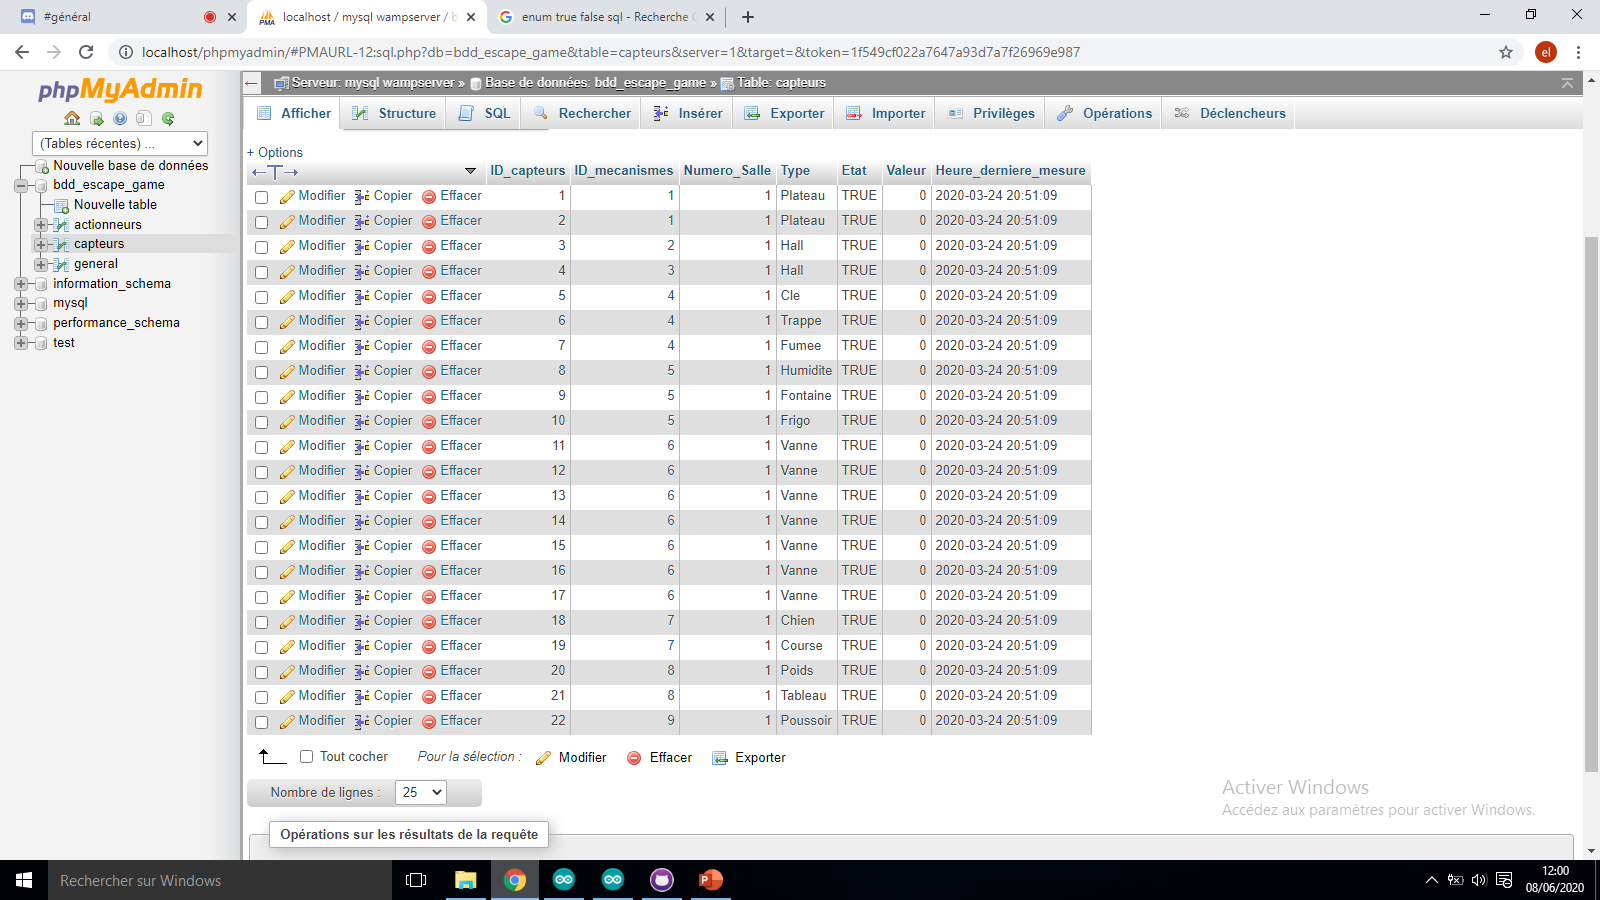 #général
localhost / mysql wampserver / b
enum true false sql - Recherche G
localhost/phpmyadmin/#PMAURL-12:sql.php?db=bdd_escape_game&table=capteurs&server=1&target=&token=1f549cf022a7647a93d7a7f26969e987
el
phpMyAdmin
(Tables récentes) ...
Nouvelle base de données
bdd_escape_game
Nouvelle table
actionneurs
capteurs
general
information_schema
mysql
performance_schema
test
Serveur: mysql wampserver » Base de données: bdd_escape_game » Table: capteurs
Afficher Structure SQL Rechercher Insérer Exporter Importer Privilèges Opérations Déclencheurs
+ Options
ID_capteurs ID_mecanismes Numero_Salle Type Etat Valeur Heure_derniere_mesure
Modifier Copier Effacer 1 1 1 Plateau TRUE 0 2020-03-24 20:51:09
Modifier Copier Effacer 2 1 1 Plateau TRUE 0 2020-03-24 20:51:09
Modifier Copier Effacer 3 2 1 Hall TRUE 0 2020-03-24 20:51:09
Modifier Copier Effacer 4 3 1 Hall TRUE 0 2020-03-24 20:51:09
Modifier Copier Effacer 5 4 1 Cle TRUE 0 2020-03-24 20:51:09
Modifier Copier Effacer 6 4 1 Trappe TRUE 0 2020-03-24 20:51:09
Modifier Copier Effacer 7 4 1 Fumee TRUE 0 2020-03-24 20:51:09
Modifier Copier Effacer 8 5 1 Humidite TRUE 0 2020-03-24 20:51:09
Modifier Copier Effacer 9 5 1 Fontaine TRUE 0 2020-03-24 20:51:09
Modifier Copier Effacer 10 5 1 Frigo TRUE 0 2020-03-24 20:51:09
Modifier Copier Effacer 11 6 1 Vanne TRUE 0 2020-03-24 20:51:09
Modifier Copier Effacer 12 6 1 Vanne TRUE 0 2020-03-24 20:51:09
Modifier Copier Effacer 13 6 1 Vanne TRUE 0 2020-03-24 20:51:09
Modifier Copier Effacer 14 6 1 Vanne TRUE 0 2020-03-24 20:51:09
Modifier Copier Effacer 15 6 1 Vanne TRUE 0 2020-03-24 20:51:09
Modifier Copier Effacer 16 6 1 Vanne TRUE 0 2020-03-24 20:51:09
Modifier Copier Effacer 17 6 1 Vanne TRUE 0 2020-03-24 20:51:09
Modifier Copier Effacer 18 7 1 Chien TRUE 0 2020-03-24 20:51:09
Modifier Copier Effacer 19 7 1 Course TRUE 0 2020-03-24 20:51:09
Modifier Copier Effacer 20 8 1 Poids TRUE 0 2020-03-24 20:51:09
Modifier Copier Effacer 21 8 1 Tableau TRUE 0 2020-03-24 20:51:09
Modifier Copier Effacer 22 9 1 Poussoir TRUE 0 2020-03-24 20:51:09
Tout cocher Pour la sélection : Modifier Effacer Exporter
Nombre de lignes : 25
Opérations sur les résultats de la requête
Activer Windows
Accédez aux paramètres pour activer Windows.
Rechercher sur Windows
12:00
08/06/2020